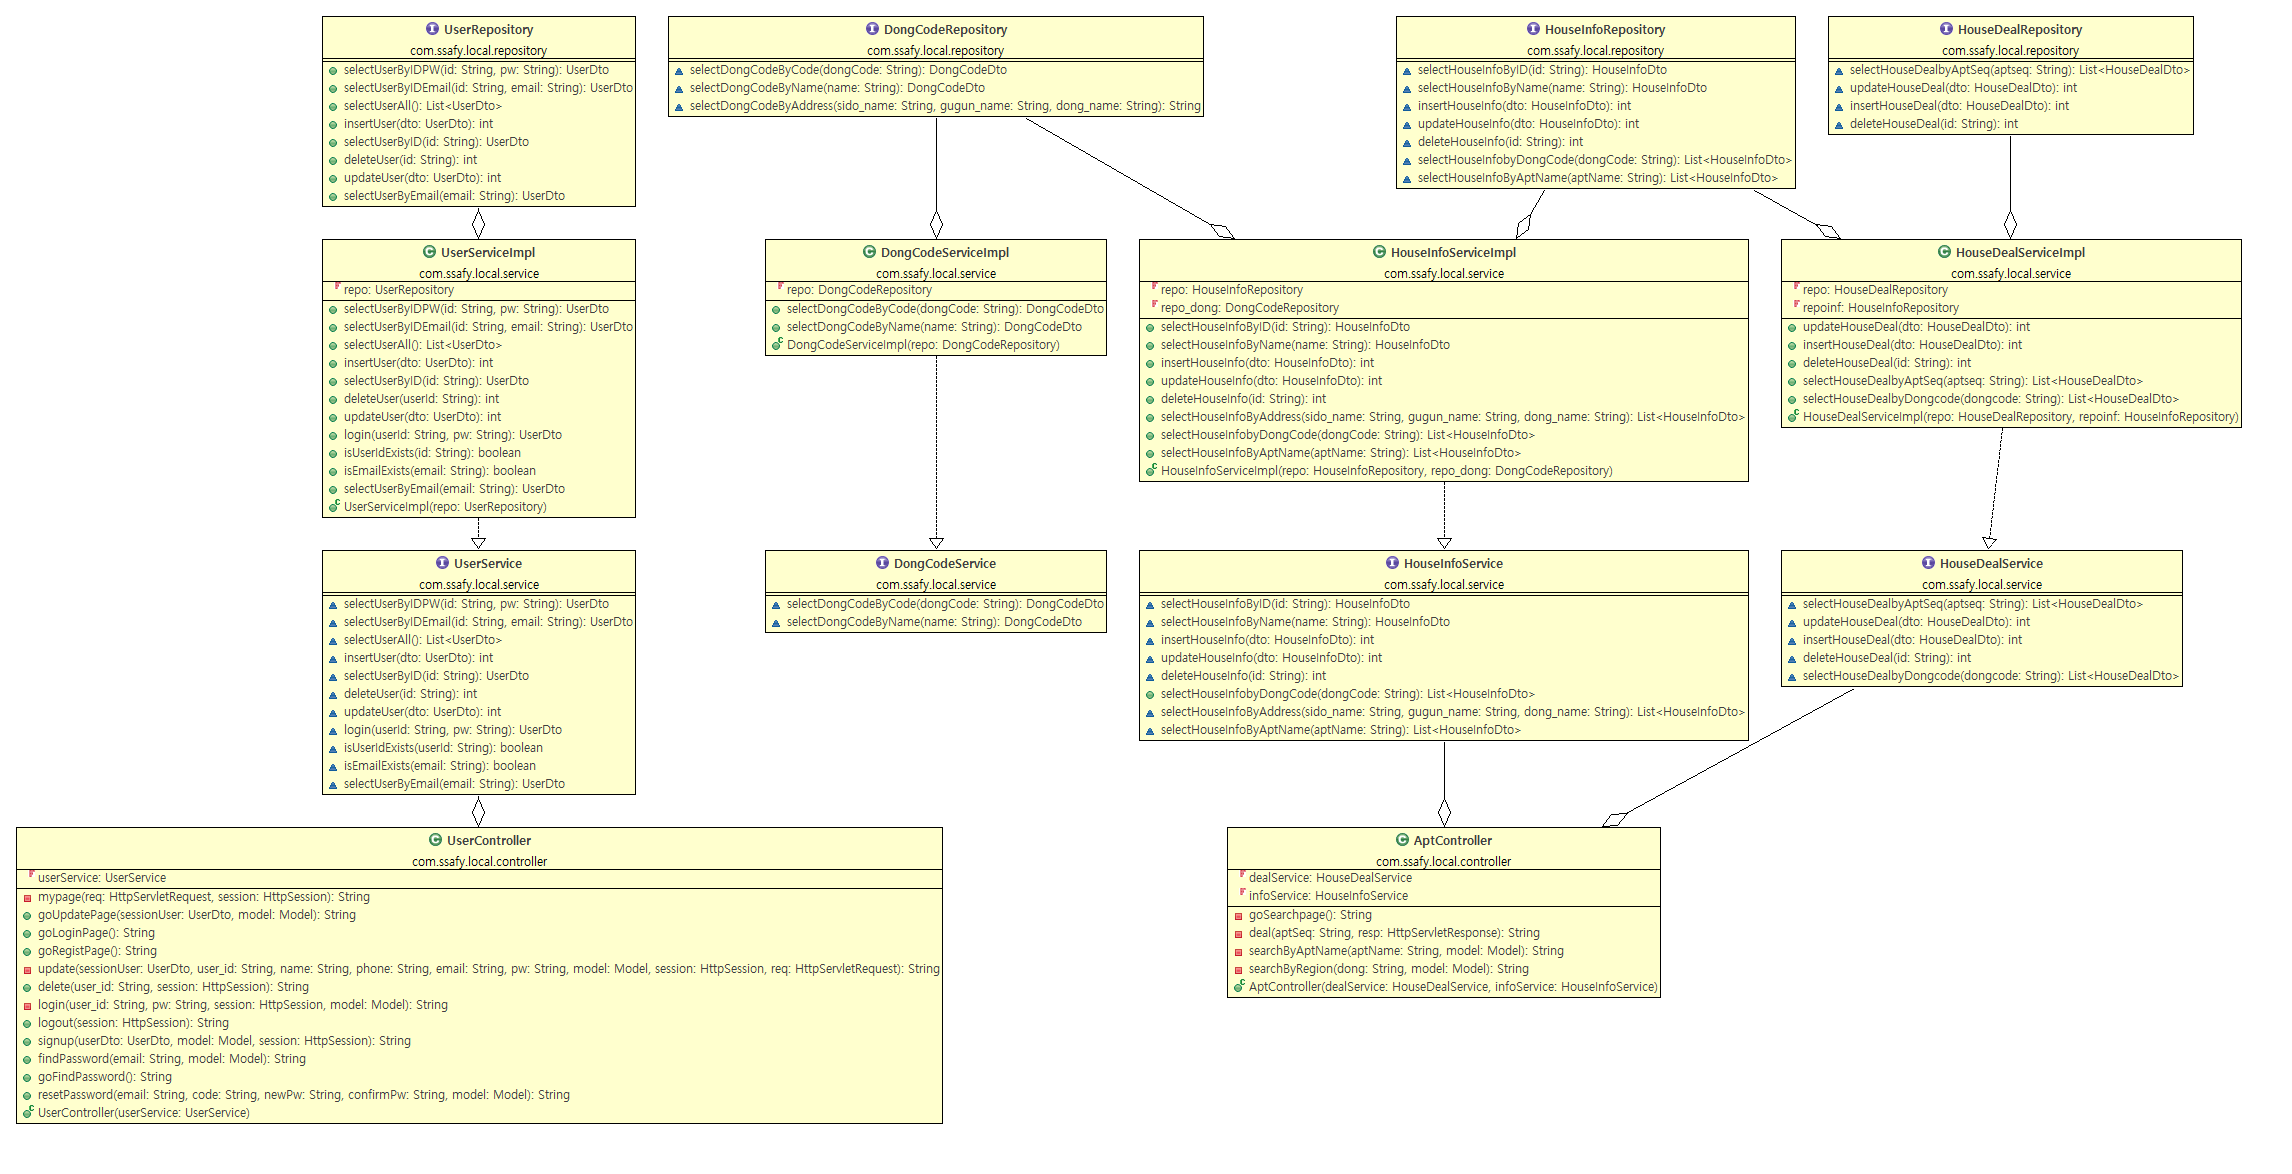 UserRepository
com.ssafy.local.repository
selectUserByIDPW(id: String, pw: String): UserDto
selectUserByIDEmail(id: String, email: String): UserDto
selectUserAll(): List<UserDto>
insertUser(dto: UserDto): int
selectUserByID(id: String): UserDto
deleteUser(id: String): int
updateUser(dto: UserDto): int
selectUserByEmail(email: String): UserDto
DongCodeRepository
com.ssafy.local.repository
selectDongCodeByCode(dongCode: String): DongCodeDto
selectDongCodeByName(name: String): DongCodeDto
selectDongCodeByAddress(sido_name: String, gugun_name: String, dong_name: String): String
HouseInfoRepository
com.ssafy.local.repository
selectHouseInfoByID(id: String): HouseInfoDto
selectHouseInfoByName(name: String): HouseInfoDto
insertHouseInfo(dto: HouseInfoDto): int
updateHouseInfo(dto: HouseInfoDto): int
deleteHouseInfo(id: String): int
selectHouseInfobyDongCode(dongCode: String): List<HouseInfoDto>
selectHouseInfoByAptName(aptName: String): List<HouseInfoDto>
HouseDealRepository
com.ssafy.local.repository
selectHouseDealbyAptSeq(aptseq: String): List<HouseDealDto>
updateHouseDeal(dto: HouseDealDto): int
insertHouseDeal(dto: HouseDealDto): int
deleteHouseDeal(id: String): int
UserServiceImpl
com.ssafy.local.service
repo: UserRepository
selectUserByIDPW(id: String, pw: String): UserDto
selectUserByIDEmail(id: String, email: String): UserDto
selectUserAll(): List<UserDto>
insertUser(dto: UserDto): int
selectUserByID(id: String): UserDto
deleteUser(userId: String): int
updateUser(dto: UserDto): int
login(userId: String, pw: String): UserDto
isUserIdExists(id: String): boolean
isEmailExists(email: String): boolean
selectUserByEmail(email: String): UserDto
UserServiceImpl(repo: UserRepository)
DongCodeServiceImpl
com.ssafy.local.service
repo: DongCodeRepository
selectDongCodeByCode(dongCode: String): DongCodeDto
selectDongCodeByName(name: String): DongCodeDto
DongCodeServiceImpl(repo: DongCodeRepository)
HouseInfoServiceImpl
com.ssafy.local.service
repo: HouseInfoRepository
repo_dong: DongCodeRepository
selectHouseInfoByID(id: String): HouseInfoDto
selectHouseInfoByName(name: String): HouseInfoDto
insertHouseInfo(dto: HouseInfoDto): int
updateHouseInfo(dto: HouseInfoDto): int
deleteHouseInfo(id: String): int
selectHouseInfoByAddress(sido_name: String, gugun_name: String, dong_name: String): List<HouseInfoDto>
selectHouseInfobyDongCode(dongCode: String): List<HouseInfoDto>
selectHouseInfoByAptName(aptName: String): List<HouseInfoDto>
HouseInfoServiceImpl(repo: HouseInfoRepository, repo_dong: DongCodeRepository)
HouseDealServiceImpl
com.ssafy.local.service
repo: HouseDealRepository
repoinf: HouseInfoRepository
updateHouseDeal(dto: HouseDealDto): int
insertHouseDeal(dto: HouseDealDto): int
deleteHouseDeal(id: String): int
selectHouseDealbyAptSeq(aptseq: String): List<HouseDealDto>
selectHouseDealbyDongcode(dongcode: String): List<HouseDealDto>
HouseDealServiceImpl(repo: HouseDealRepository, repoinf: HouseInfoRepository)
UserService
com.ssafy.local.service
selectUserByIDPW(id: String, pw: String): UserDto
selectUserByIDEmail(id: String, email: String): UserDto
selectUserAll(): List<UserDto>
insertUser(dto: UserDto): int
selectUserByID(id: String): UserDto
deleteUser(id: String): int
updateUser(dto: UserDto): int
login(userId: String, pw: String): UserDto
isUserIdExists(userId: String): boolean
isEmailExists(email: String): boolean
selectUserByEmail(email: String): UserDto
DongCodeService
com.ssafy.local.service
selectDongCodeByCode(dongCode: String): DongCodeDto
selectDongCodeByName(name: String): DongCodeDto
HouseInfoService
com.ssafy.local.service
selectHouseInfoByID(id: String): HouseInfoDto
selectHouseInfoByName(name: String): HouseInfoDto
insertHouseInfo(dto: HouseInfoDto): int
updateHouseInfo(dto: HouseInfoDto): int
deleteHouseInfo(id: String): int
selectHouseInfobyDongCode(dongCode: String): List<HouseInfoDto>
selectHouseInfoByAddress(sido_name: String, gugun_name: String, dong_name: String): List<HouseInfoDto>
selectHouseInfoByAptName(aptName: String): List<HouseInfoDto>
HouseDealService
com.ssafy.local.service
selectHouseDealbyAptSeq(aptseq: String): List<HouseDealDto>
updateHouseDeal(dto: HouseDealDto): int
insertHouseDeal(dto: HouseDealDto): int
deleteHouseDeal(id: String): int
selectHouseDealbyDongcode(dongcode: String): List<HouseDealDto>
UserController
com.ssafy.local.controller
userService: UserService
mypage(req: HttpServletRequest, session: HttpSession): String
goUpdatePage(sessionUser: UserDto, model: Model): String
goLoginPage(): String
goRegistPage(): String
update(sessionUser: UserDto, user_id: String, name: String, phone: String, email: String, pw: String, model: Model, session: HttpSession, req: HttpServletRequest): String
delete(user_id: String, session: HttpSession): String
login(user_id: String, pw: String, session: HttpSession, model: Model): String
logout(session: HttpSession): String
signup(userDto: UserDto, model: Model, session: HttpSession): String
findPassword(email: String, model: Model): String
goFindPassword(): String
resetPassword(email: String, code: String, newPw: String, confirmPw: String, model: Model): String
UserController(userService: UserService)
AptController
com.ssafy.local.controller
dealService: HouseDealService
infoService: HouseInfoService
goSearchpage(): String
deal(aptSeq: String, resp: HttpServletResponse): String
searchByAptName(aptName: String, model: Model): String
searchByRegion(dong: String, model: Model): String
AptController(dealService: HouseDealService, infoService: HouseInfoService)